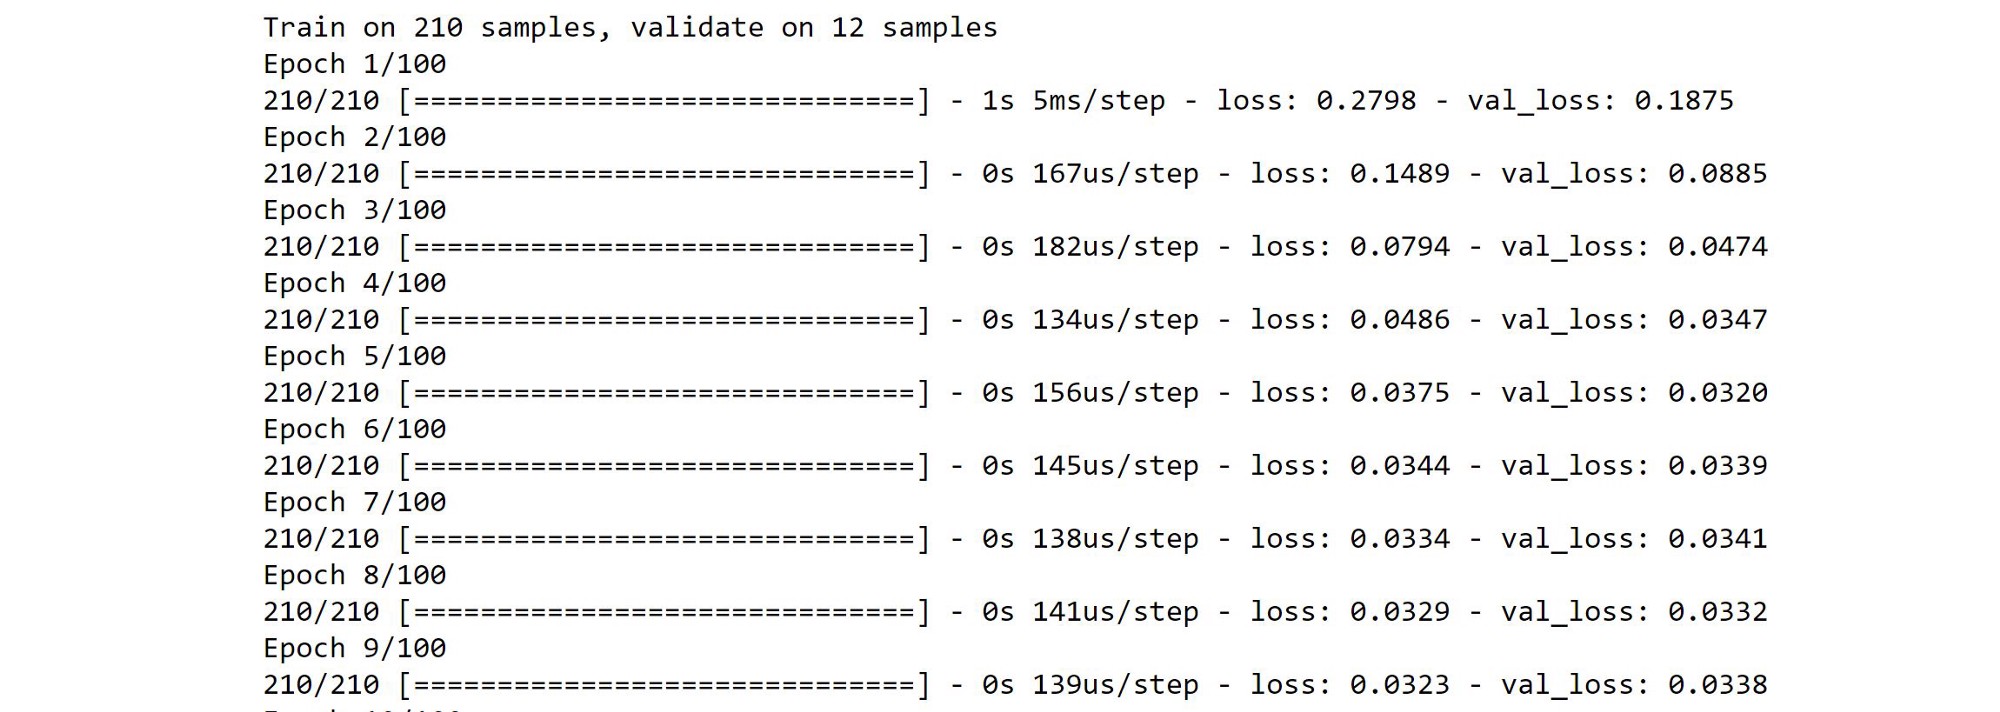 Train on 210 samples, validate on 12 samples
Epoch 1/100
210/210 [==============================] - 1s 5ms/step - loss: 0.2798 - val_loss: 0.1875
Epoch 2/100
210/210 [==============================] - 0s 167us/step - loss: 0.1489 - val_loss: 0.0885
Epoch 3/100
210/210 [==============================] - 0s 182us/step - loss: 0.0794 - val_loss: 0.0474
Epoch 4/100
210/210 [==============================] - 0s 134us/step - loss: 0.0486 - val_loss: 0.0347
Epoch 5/100
210/210 [==============================] - 0s 156us/step - loss: 0.0375 - val_loss: 0.0320
Epoch 6/100
210/210 [==============================] - 0s 145us/step - loss: 0.0344 - val_loss: 0.0339
Epoch 7/100
210/210 [==============================] - 0s 138us/step - loss: 0.0334 - val_loss: 0.0341
Epoch 8/100
210/210 [==============================] - 0s 141us/step - loss: 0.0329 - val_loss: 0.0332
Epoch 9/100
210/210 [==============================] - 0s 139us/step - loss: 0.0323 - val_loss: 0.0338